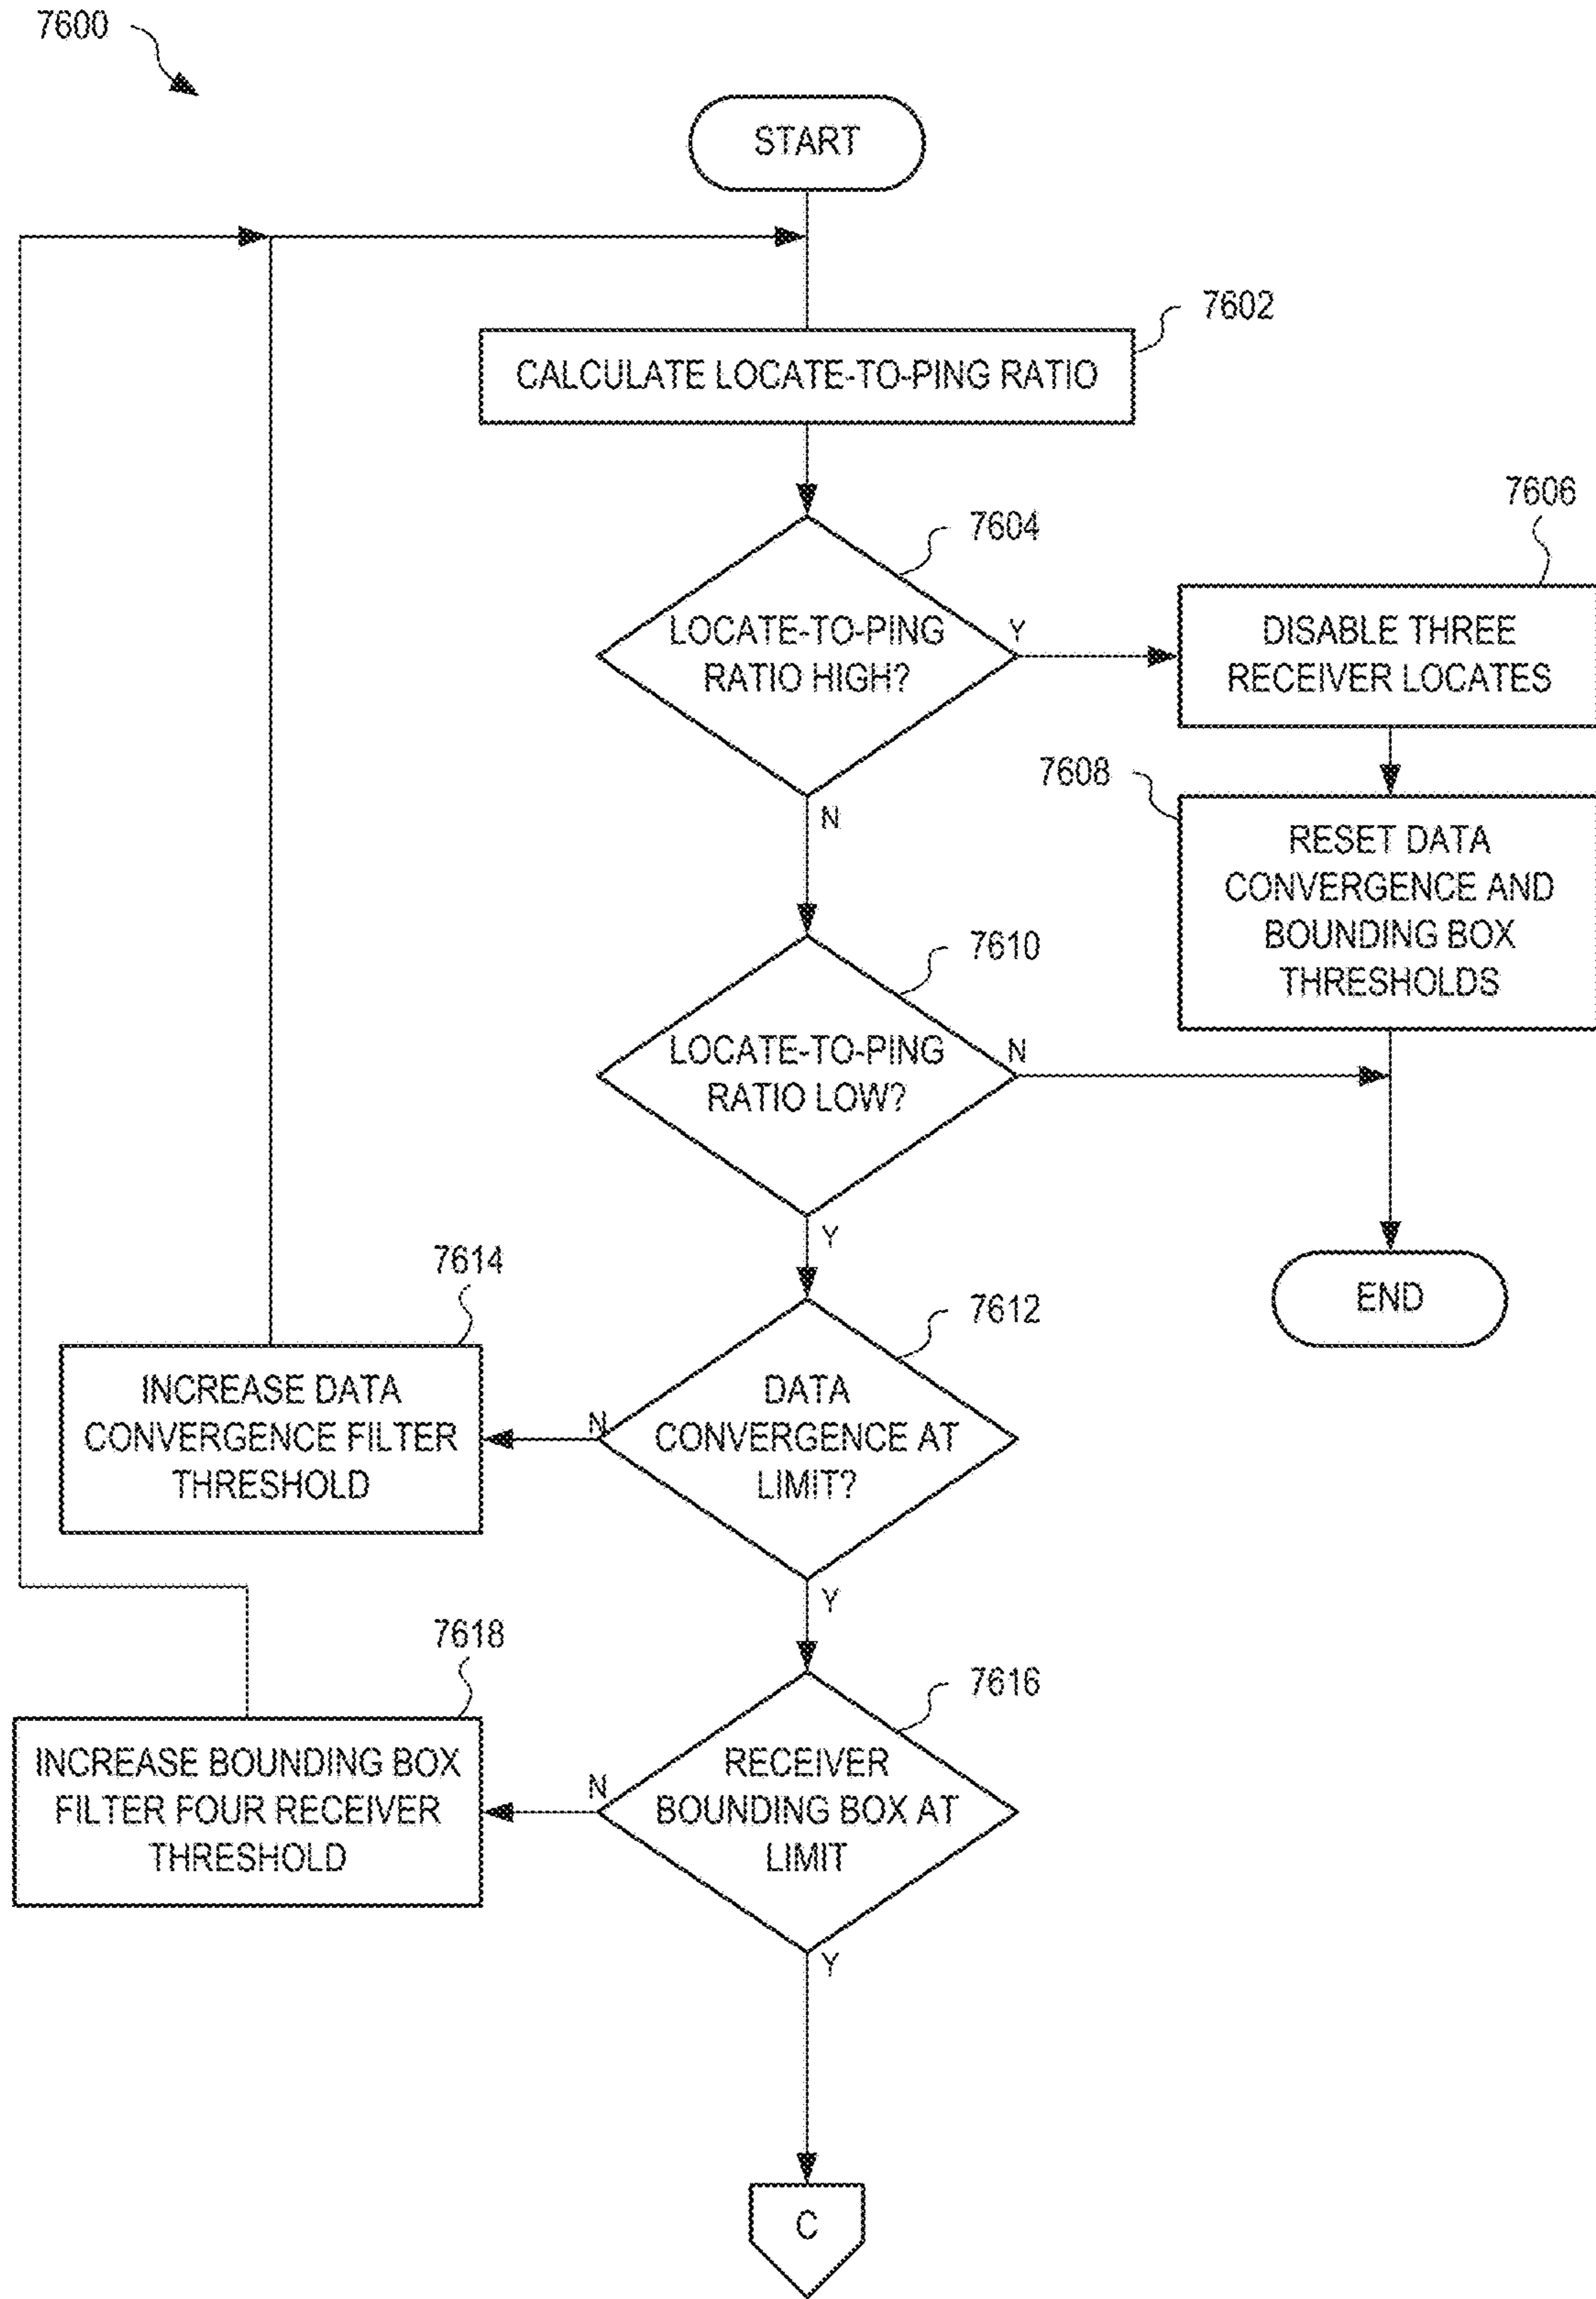 7600
START
7602
CALCULATE LOCATE-TO-PING RATIO
7604
LOCATE-TO-PING
RATIO HIGH?
Y
N
7606
DISABLE THREE
RECEIVER LOCATES
7608
RESET DATA
CONVERGENCE AND
BOUNDING BOX
THRESHOLDS
7610
LOCATE-TO-PING
RATIO LOW?
N
Y
END
7612
DATA
CONVERGENCE AT
LIMIT?
N
Y
7614
INCREASE DATA
CONVERGENCE FILTER
THRESHOLD
7616
RECEIVER
BOUNDING BOX AT
LIMIT
N
Y
7618
INCREASE BOUNDING BOX
FILTER FOUR RECEIVER
THRESHOLD
C